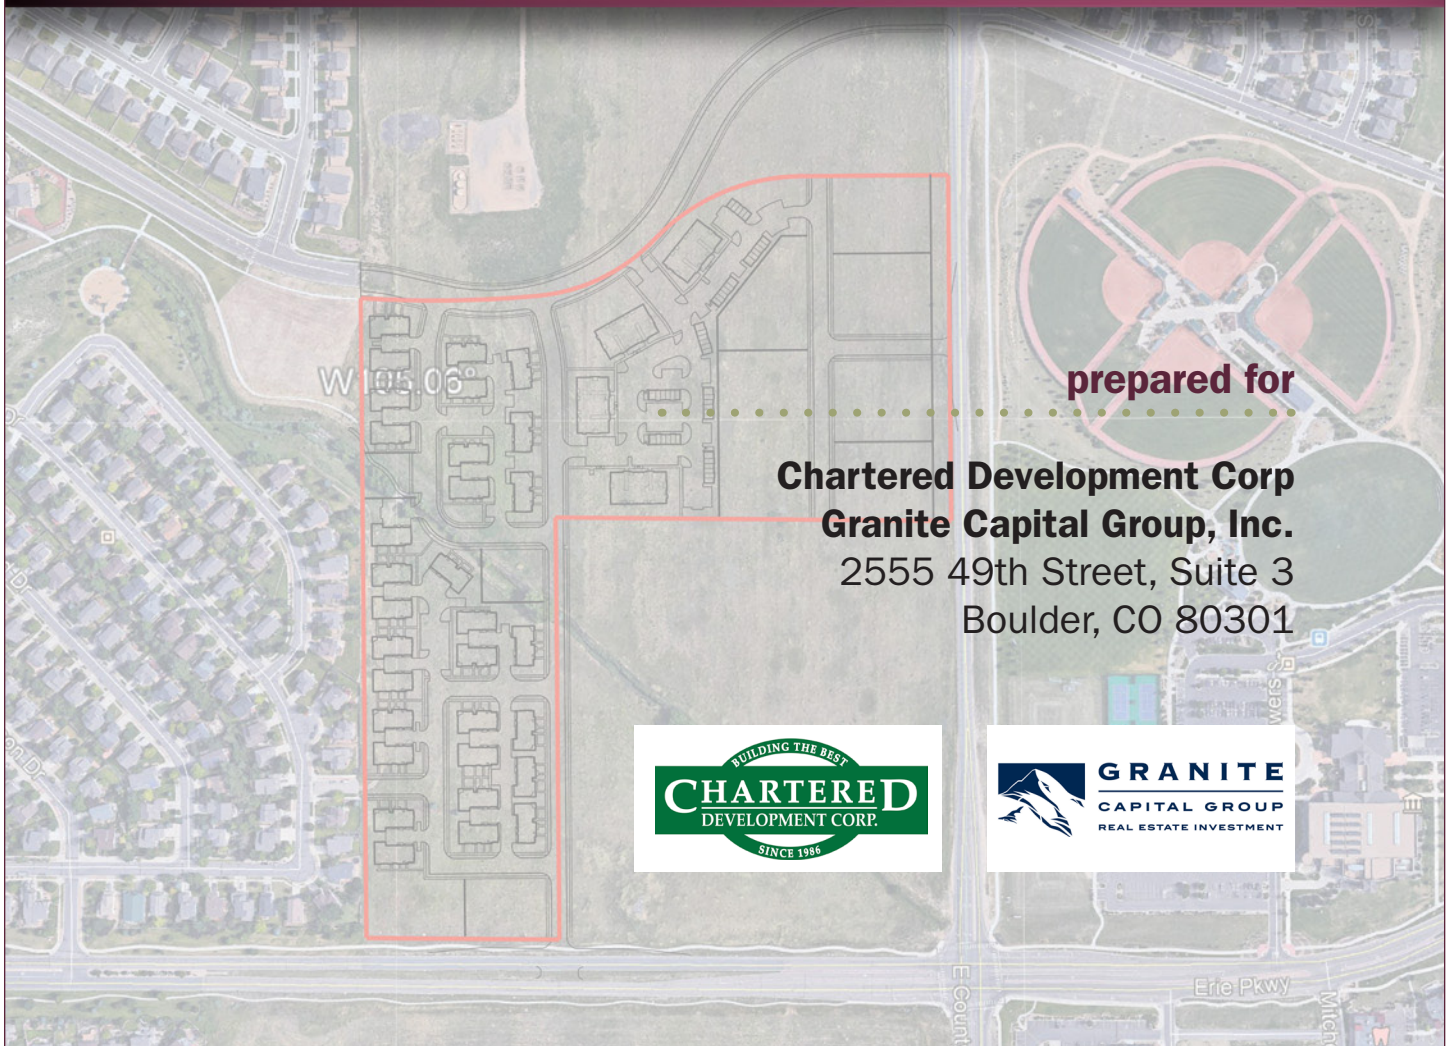 W 105.06°
prepared for
Chartered Development Corp
Granite Capital Group, Inc.
2555 49th Street, Suite 3
Boulder, CO 80301
BUILDING THE BEST
CHARTERED
DEVELOPMENT CORP.
SINCE 1986
GRANITE
CAPITAL GROUP
REAL ESTATE INVESTMENT
Erie Pkwy
E Count